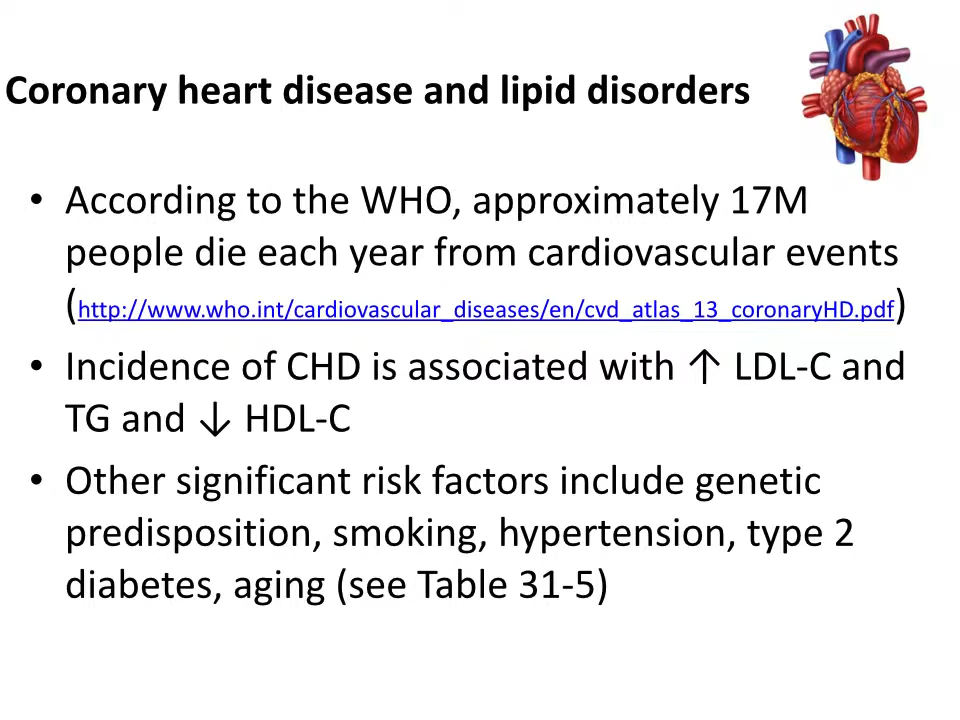 Coronary heart disease and lipid disorders
• According to the WHO, approximately 17M
people die each year from cardiovascular events
(http://www.who.int/cardiovascular_diseases/en/cvd_atlas_13_coronaryHD.pdf)
• Incidence of CHD is associated with ↑ LDL-C and
TG and ↓ HDL-C
• Other significant risk factors include genetic
predisposition, smoking, hypertension, type 2
diabetes, aging (see Table 31-5)